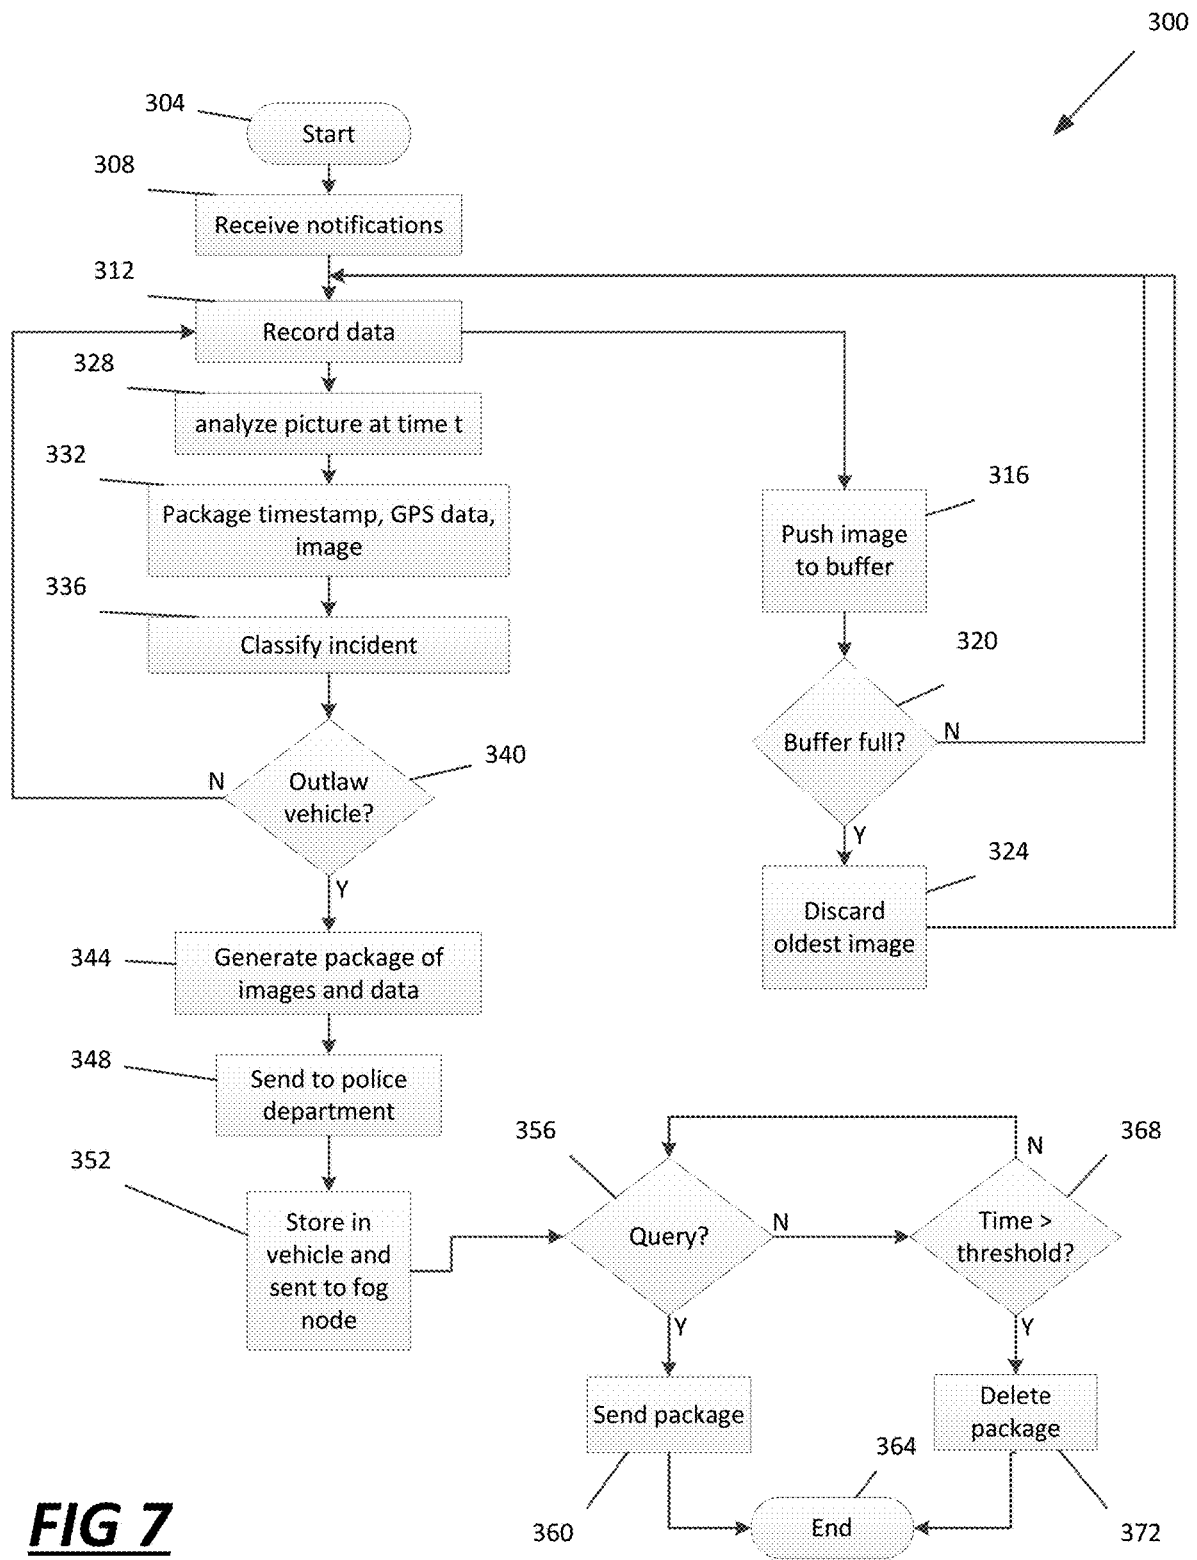 300
304
Start
308
Receive notifications
312
Record data
328
analyze picture at time t
332
Package timestamp, GPS data,
image
336
Classify incident
340
Outlaw
vehicle?
N
Y
344
Generate package of
images and data
348
Send to police
department
352
Store in
vehicle and
sent to fog
node
316
Push image
to buffer
320
Buffer full?
N
Y
324
Discard
oldest image
356
Query?
N
Y
368
Time >
threshold?
N
Y
Send package
360
Delete
package
372
364
End
FIG 7